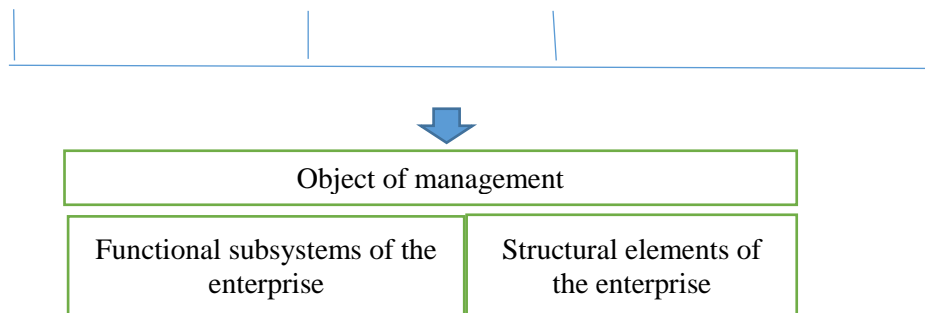 Object of management
Functional subsystems of the
enterprise
Structural elements of
the enterprise